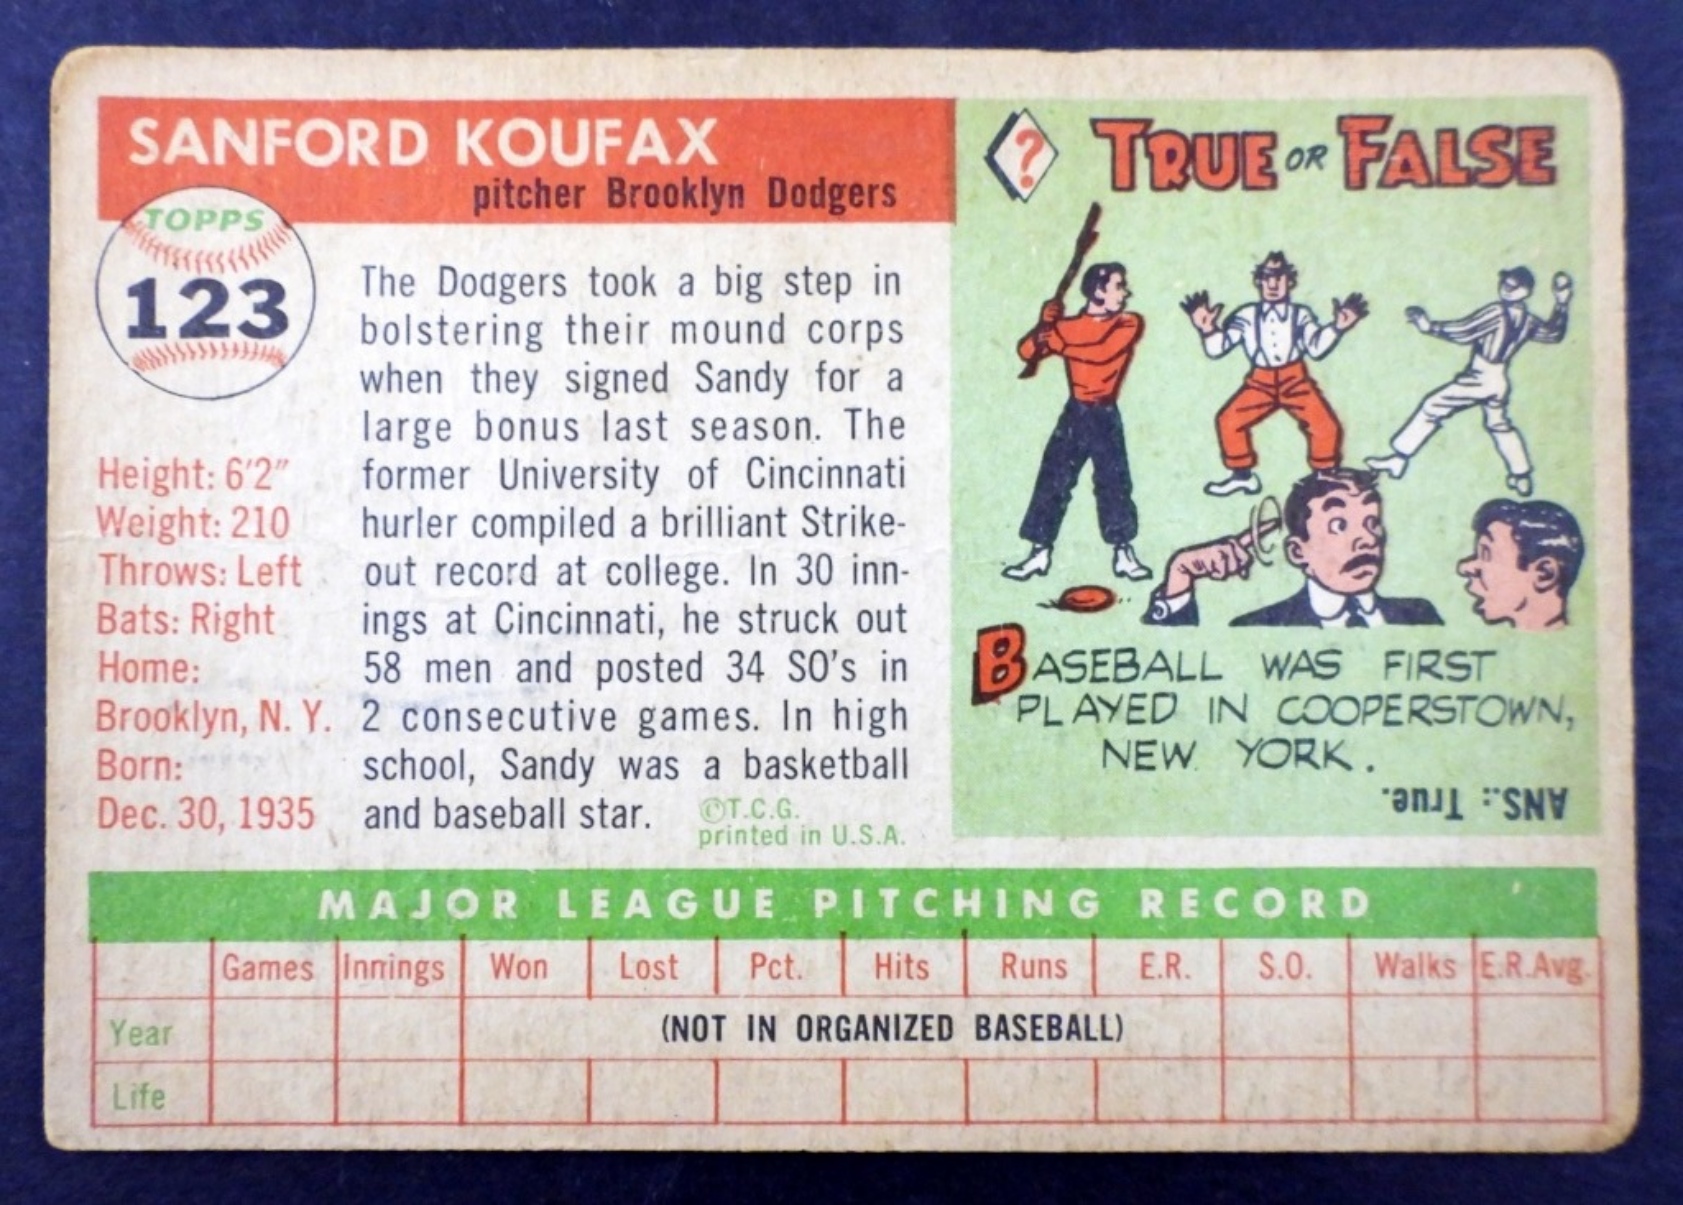 SANFORD KOUFAX
pitcher Brooklyn Dodgers
TOPPS
123
Height: 6'2"
Weight: 210
Throws: Left
Bats: Right
Home:
Brooklyn, N. Y.
Born:
Dec. 30, 1935
The Dodgers took a big step in
bolstering their mound corps
when they signed Sandy for a
large bonus last season. The
former University of Cincinnati
hurler compiled a brilliant Strike-
out record at college. In 30 inn-
ings at Cincinnati, he struck out
58 men and posted 34 SO's in
2 consecutive games. In high
school, Sandy was a basketball
and baseball star.
©T.C.G.
printed in U.S.A.
?
TRUE OR FALSE
BASEBALL WAS FIRST
PLAYED IN COOPERSTOWN,
NEW YORK.
ANS.: True.
MAJOR LEAGUE PITCHING RECORD
Games Innings Won Lost Pct. Hits Runs E.R. S.O. Walks E.R.Avg.
Year (NOT IN ORGANIZED BASEBALL)
Life